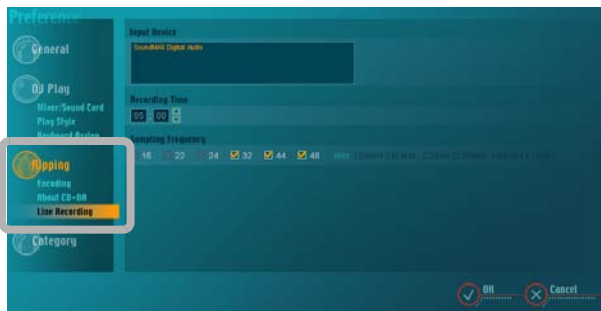 Preference
General
DJ Play
Mixer/Sound Card
Play Style
Keyboard Assign
Ripping
Encoding
About CD-DA
Line Recording
Category
Input Device
SoundMAX Digital Audio
Recording Time
05 : 00
Sampling Frequency
16 22 24 32 44 48
OK
Cancel